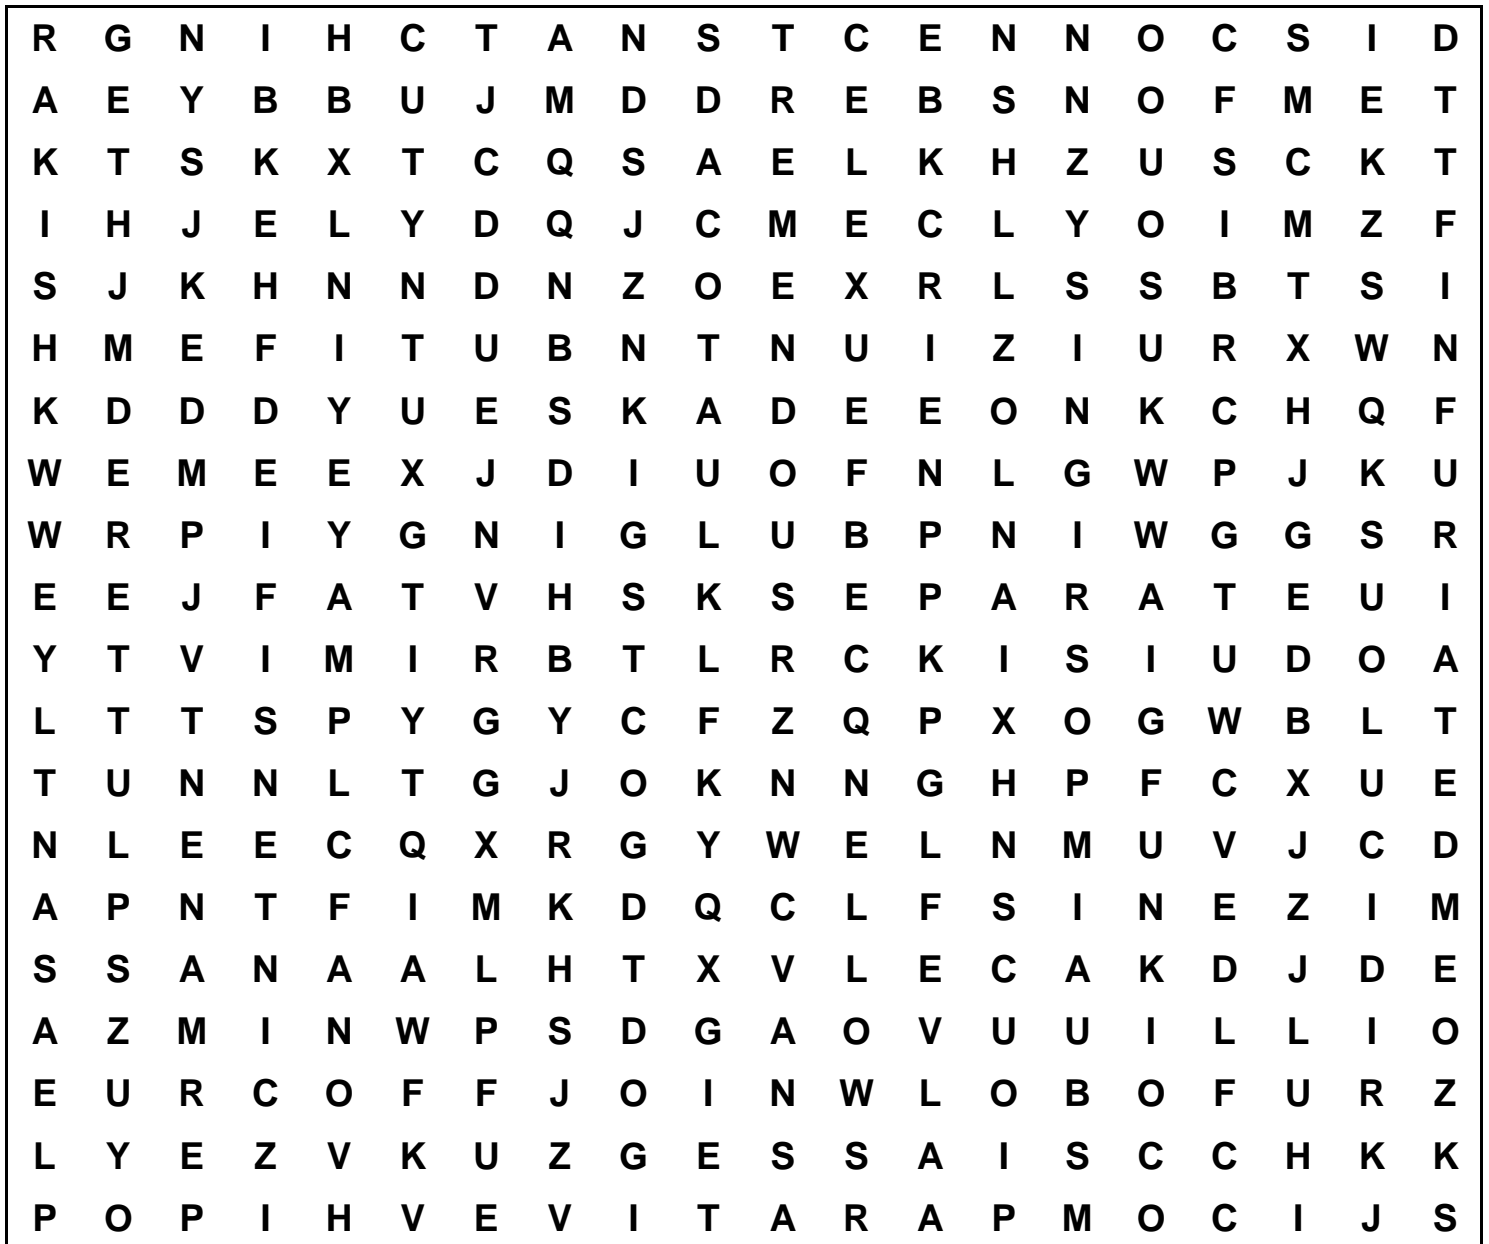 R G N I H C T A N S T C E N N O C S I D
A E Y B B U J M D D R E B S N O F M E T
K T S K X T C Q S A E L K H Z U S C K T
I H J E L Y D Q J C M E C L Y O I M Z F
S J K H N N D N Z O E X R L S S B T S I
H M E F I T U B N T N U I Z I U R X W N
K D D D Y U E S K A D E E O N K C H Q F
W E M E E X J D I U O F N L G W P J K U
W R P I Y G N I G L U B P N I W G G S R
E E J F A T V H S K S E P A R A T E U I
Y T V I M I R B T L R C K I S I U D O A
L T T S P Y G Y C F Z Q P X O G W B L T
T U N N L T G J O K N N G H P F C X U E
N L E E C Q X R G Y W E L N M U V J C D
A P N T F I M K D Q C L F S I N E Z I M
S S A N A A L H T X V L E C A K D J D E
A Z M I N W P S D G A O V U U I L L I O
E U R C O F F J O I N W L O B O F U R Z
L Y E Z V K U Z G E S S A I S C C H K K
P O P I H V E V I T A R A P M O C I J S